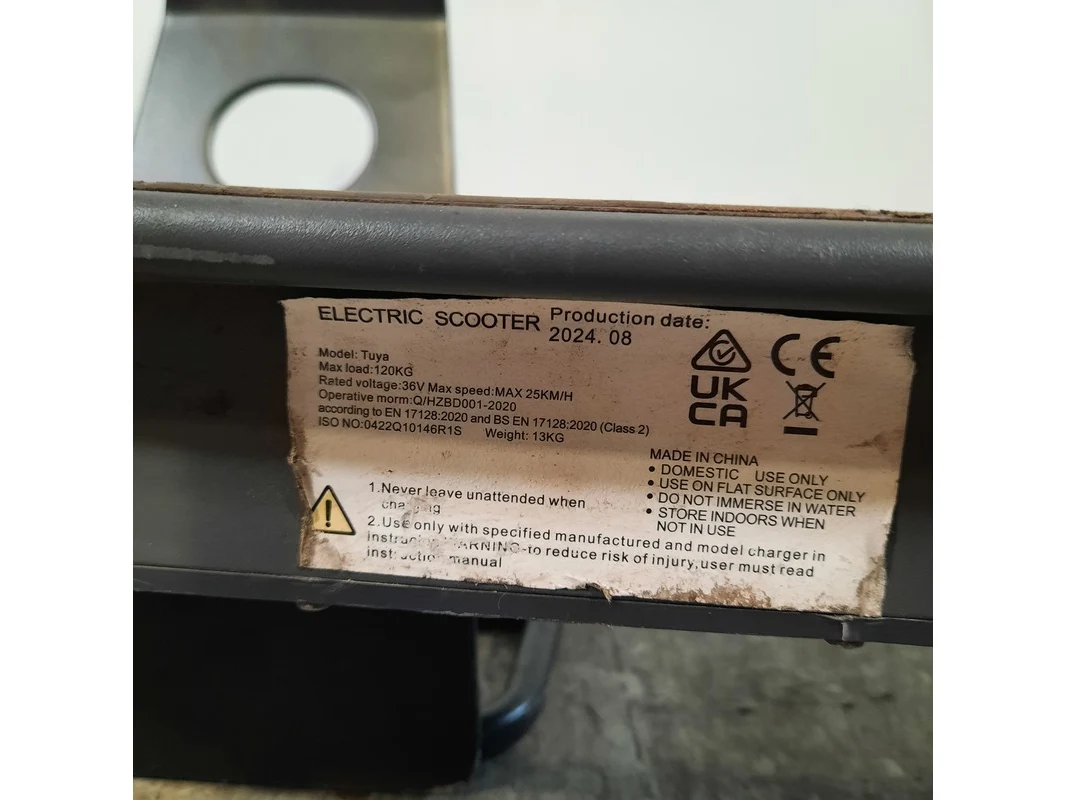 ELECTRIC SCOOTER
Production date:
2024. 08
Model: Tuya
Max load:120KG
Rated voltage:36V Max speed:MAX 25KM/H
Operative morm:Q/HZBD001-2020
according to EN 17128:2020 and BS EN 17128:2020 (Class 2)
ISO NO:0422Q10146R1S Weight: 13KG
CE
UK
CA
MADE IN CHINA
• DOMESTIC USE ONLY
• USE ON FLAT SURFACE ONLY
• DO NOT IMMERSE IN WATER
• STORE INDOORS WHEN
NOT IN USE
!
1.Never leave unattended when
2.Use only with specified manufactured and model charger in
WARNING-to reduce risk of injury,user must read
manual